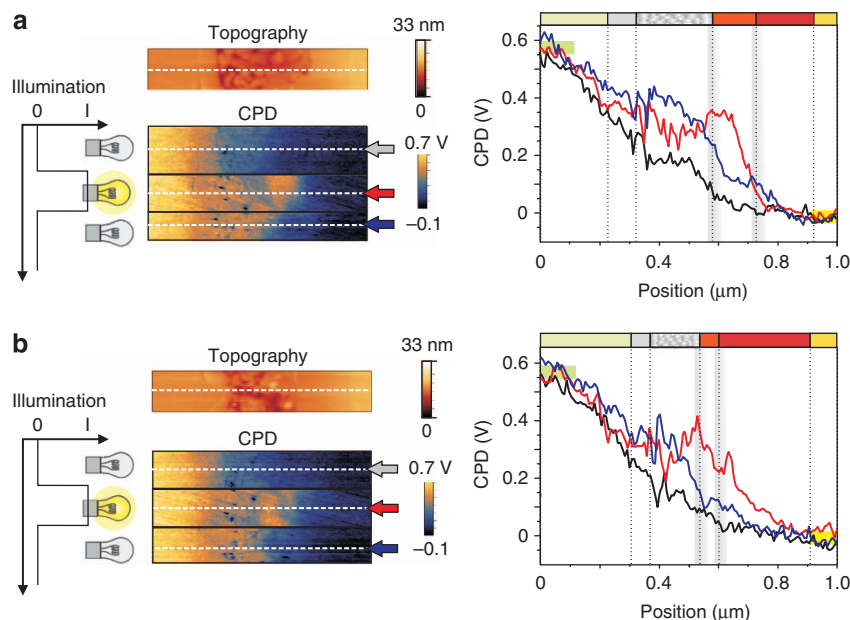 a
Topography
33 nm
0
Illumination
0 I
CPD
0.7 V
–0.1
0.6
0.4
0.2
0
CPD (V)
0 0.4 0.8 1.0
Position (μm)
b
Topography
33 nm
0
Illumination
0 I
CPD
0.7 V
–0.1
0.6
0.4
0.2
0
CPD (V)
0 0.4 0.8 1.0
Position (μm)